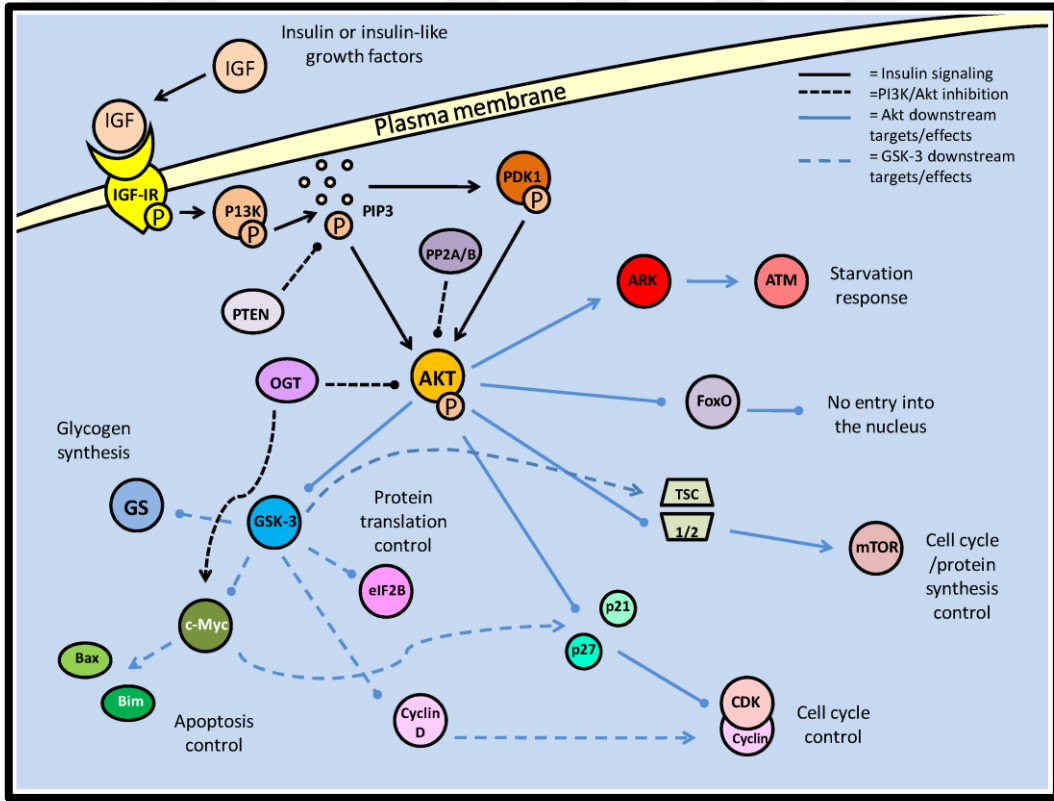 Insulin or insulin-like
growth factors
IGF
IGF
Plasma membrane
= Insulin signaling
=PI3K/Akt inhibition
= Akt downstream
targets/effects
= GSK-3 downstream
targets/effects
IGF-IR
P
P13K
P
P
PIP3
PDK1
P
PTEN
PP2A/B
ARK
ATM
Starvation
response
OGT
AKT
P
FoxO
No entry into
the nucleus
Glycogen
synthesis
GS
GSK-3
Protein
translation
control
eIF2B
TSC
1/2
mTOR
Cell cycle
/protein
synthesis
control
c-Myc
p21
p27
Bax
Bim
Apoptosis
control
Cyclin
D
CDK
Cyclin
Cell cycle
control